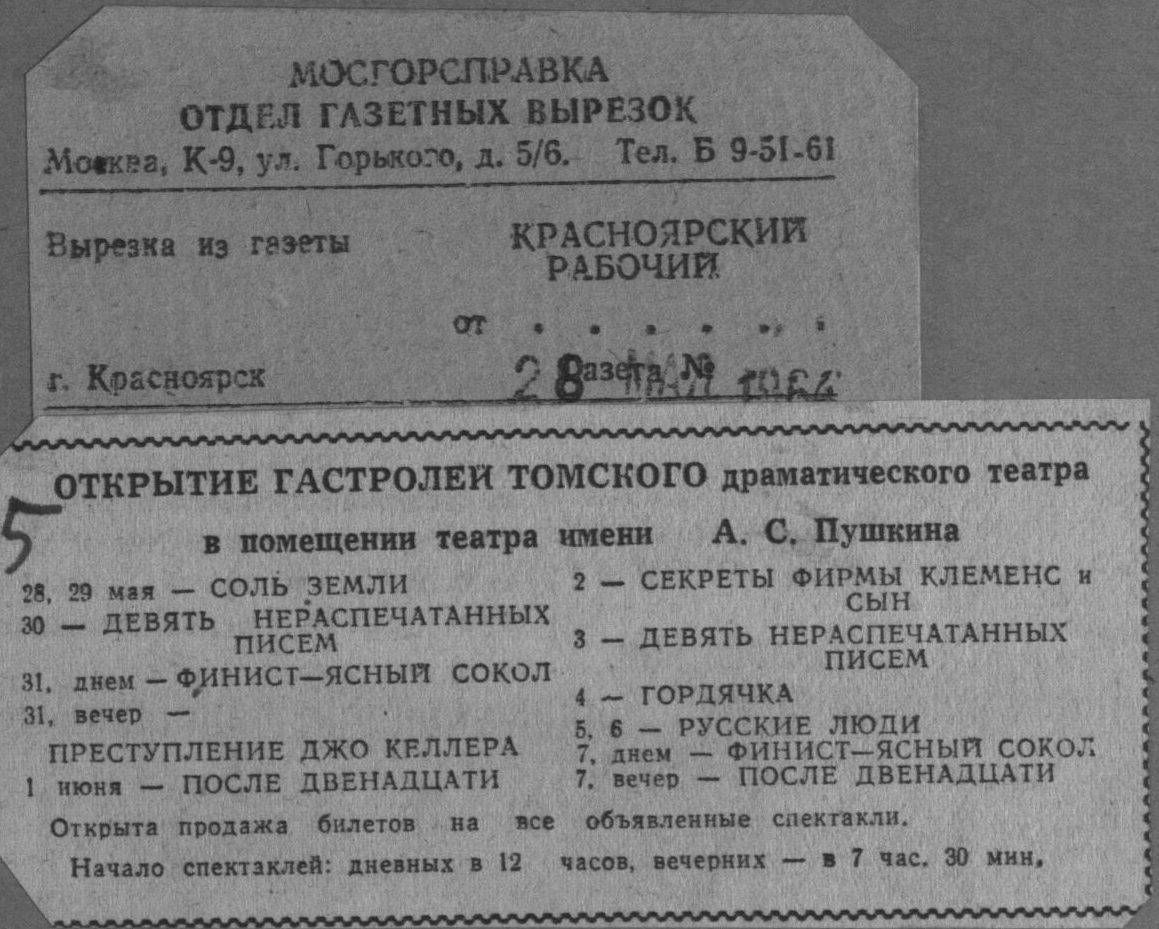 МОСГОРСПРАВКА
ОТДЕЛ ГАЗЕТНЫХ ВЫРЕЗОК
Москва, К-9, ул. Горького, д. 5/6. Тел. Б 9-51-61
Вырезка из газеты
КРАСНОЯРСКИЙ
РАБОЧИЙ
от . . . . . .
г. Красноярск
Газета №
28 МАЯ 1964
5
ОТКРЫТИЕ ГАСТРОЛЕЙ ТОМСКОГО драматического театра
в помещении театра имени А. С. Пушкина
28, 29 мая — СОЛЬ ЗЕМЛИ
30 — ДЕВЯТЬ НЕРАСПЕЧАТАННЫХ
ПИСЕМ
31, днем — ФИНИСТ—ЯСНЫЙ СОКОЛ
31, вечер —
ПРЕСТУПЛЕНИЕ ДЖО КЕЛЛЕРА
1 июня — ПОСЛЕ ДВЕНАДЦАТИ
2 — СЕКРЕТЫ ФИРМЫ КЛЕМЕНС и
СЫН
3 — ДЕВЯТЬ НЕРАСПЕЧАТАННЫХ
ПИСЕМ
4 — ГОРДЯЧКА
5, 6 — РУССКИЕ ЛЮДИ
7, днем — ФИНИСТ—ЯСНЫЙ СОКОЛ
7, вечер — ПОСЛЕ ДВЕНАДЦАТИ
Открыта продажа билетов на все объявленные спектакли.
Начало спектаклей: дневных в 12 часов, вечерних — в 7 час. 30 мин.